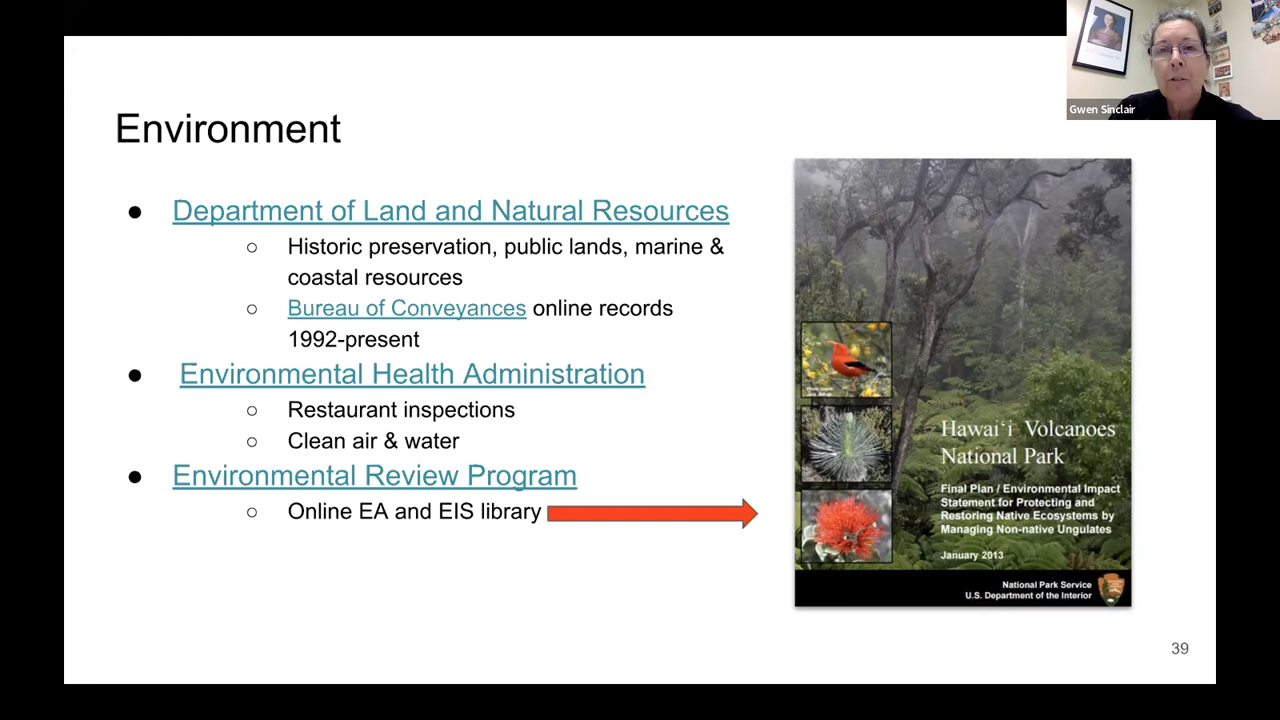 Gwen Sinclair
Environment
● Department of Land and Natural Resources
○ Historic preservation, public lands, marine &
coastal resources
○ Bureau of Conveyances online records
1992-present
● Environmental Health Administration
○ Restaurant inspections
○ Clean air & water
● Environmental Review Program
○ Online EA and EIS library
Hawaiʻi Volcanoes
National Park
Final Plan / Environmental Impact
Statement for Protecting and
Restoring Native Ecosystems by
Managing Non-native Ungulates
January 2013
National Park Service
U.S. Department of the Interior
39